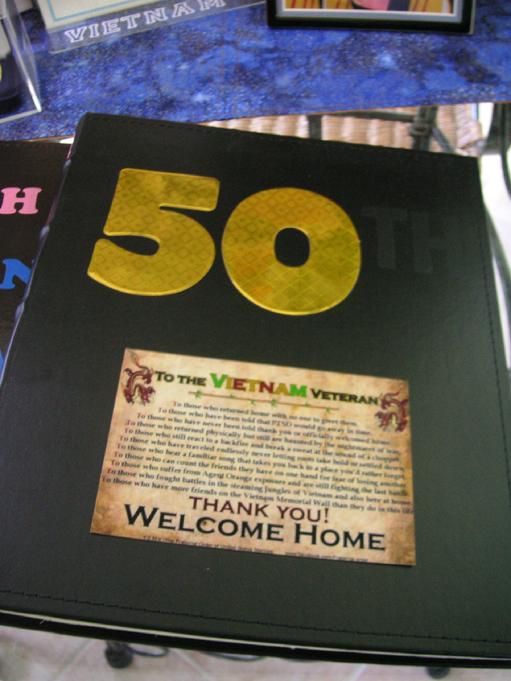 VIETNAM
H
N
50TH
TO THE VIETNAM VETERAN
To those who returned home with no one to greet them.
To those who have been told that PTSD would go away in time.
To those who have never been told thank you or officially welcomed home.
To those who returned physically but still are haunted by the nightmares of war.
To those who still react to a backfire and break a sweat at the sound of a chopper.
To those who have traveled endlessly never letting roots take hold or settled down.
To those who hear a familiar song that takes you back to a place you'd rather forget.
To those who can count the friends they have on one hand for fear of losing another.
To those who suffer from Agent Orange exposure and are still fighting the last battle.
To those who fought battles in the steaming jungles of Vietnam and also here at home.
To those who have more friends on the Vietnam Memorial Wall than they do in this life.
THANK YOU!
WELCOME HOME